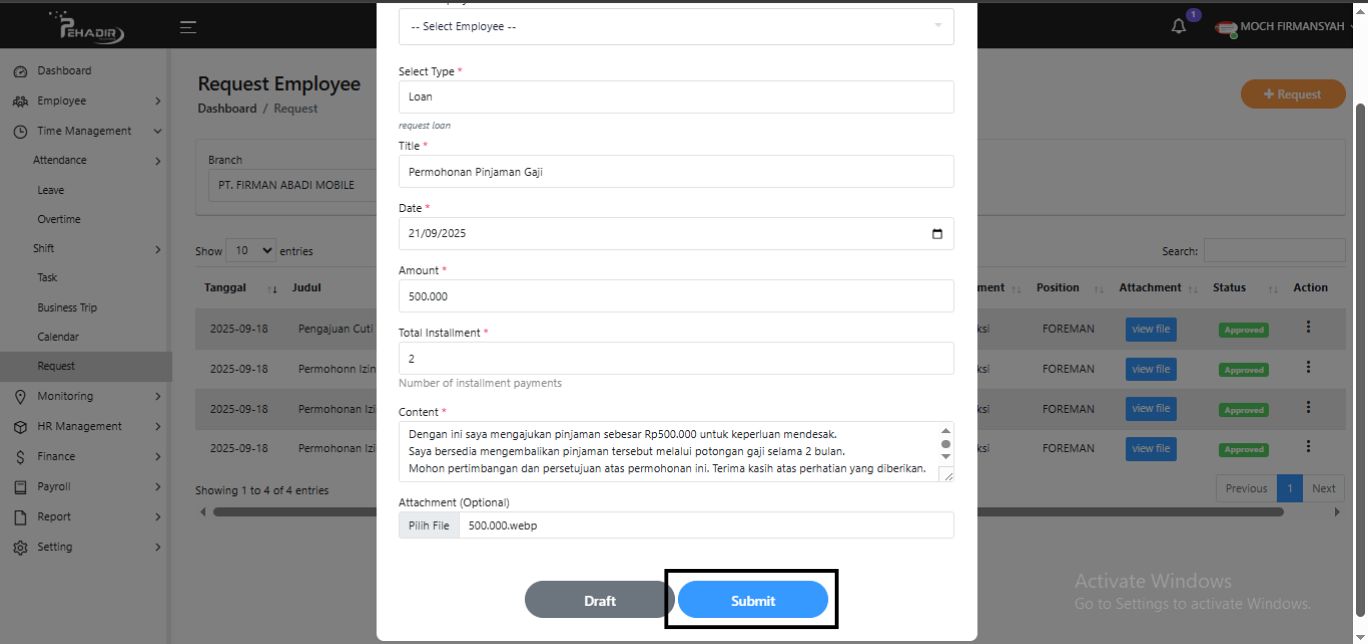 PEHADIR
1
MOCH FIRMANSYAH
Dashboard
Employee
Time Management
Attendance
Leave
Overtime
Shift
Task
Business Trip
Calendar
Request
Monitoring
HR Management
Finance
Payroll
Report
Setting
Request Employee
Dashboard / Request
+ Request
Branch
PT. FIRMAN ABADI MOBILE
Show 10 entries
Search:
Tanggal Judul ment Position Attachment Status Action
2025-09-18 Pengajuan Cuti ksi FOREMAN view file Approved
2025-09-18 Permohonn Izin ksi FOREMAN view file Approved
2025-09-18 Permohonan Izi ksi FOREMAN view file Approved
2025-09-18 Permohonan Izi ksi FOREMAN view file Approved
Showing 1 to 4 of 4 entries
Previous 1 Next
-- Select Employee --
Select Type *
Loan
request loan
Title *
Permohonan Pinjaman Gaji
Date *
21/09/2025
Amount *
500.000
Total Installment *
2
Number of installment payments
Content *
Dengan ini saya mengajukan pinjaman sebesar Rp500.000 untuk keperluan mendesak.
Saya bersedia mengembalikan pinjaman tersebut melalui potongan gaji selama 2 bulan.
Mohon pertimbangan dan persetujuan atas permohonan ini. Terima kasih atas perhatian yang diberikan.
Attachment (Optional)
Pilih File 500.000.webp
Draft Submit
Activate Windows
Go to Settings to activate Windows.